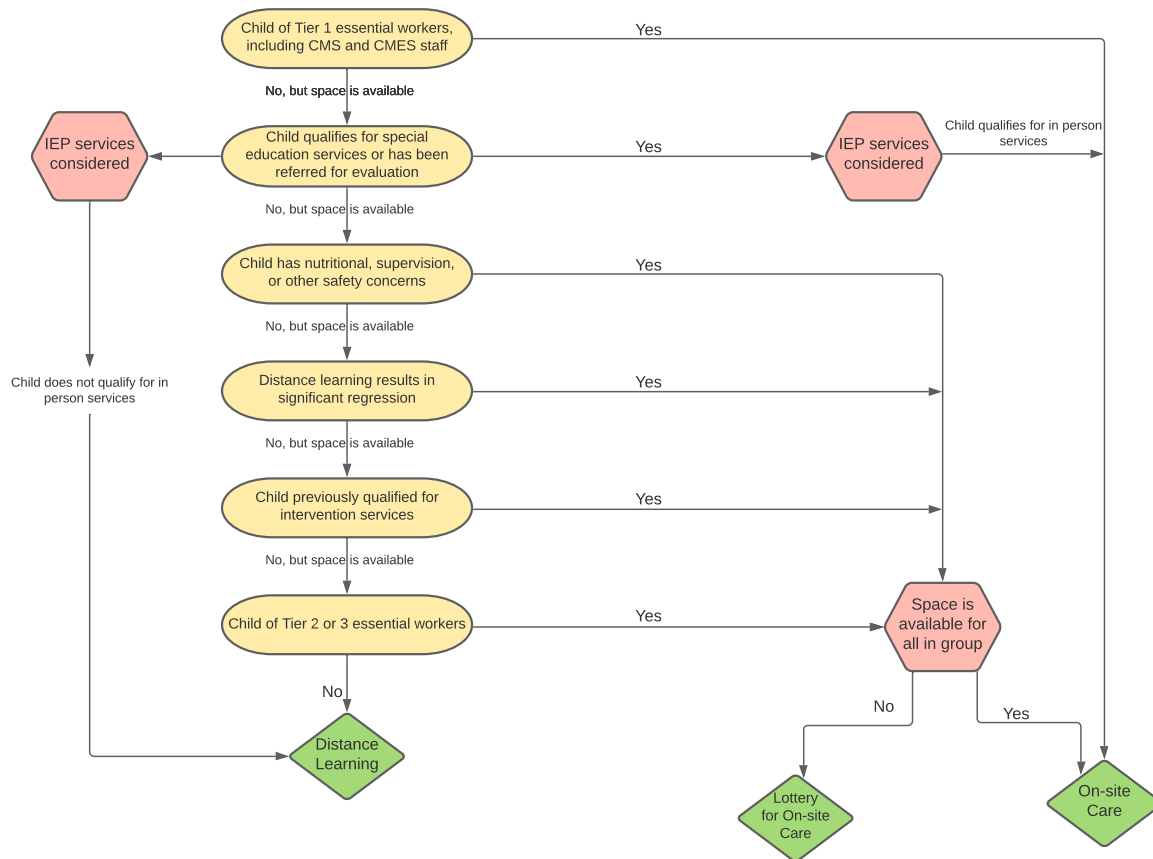 Child of Tier 1 essential workers,
including CMS and CMES staff
Yes
No, but space is available
IEP services
considered
Child qualifies for special
education services or has been
referred for evaluation
Yes
IEP services
considered
Child qualifies for in person
services
No, but space is available
Child has nutritional, supervision,
or other safety concerns
Yes
No, but space is available
Child does not qualify for in
person services
Distance learning results in
significant regression
Yes
No, but space is available
Child previously qualified for
intervention services
Yes
No, but space is available
Child of Tier 2 or 3 essential workers
Yes
Space is
available for
all in group
No
No
Yes
Distance
Learning
Lottery
for On-site
Care
On-site
Care